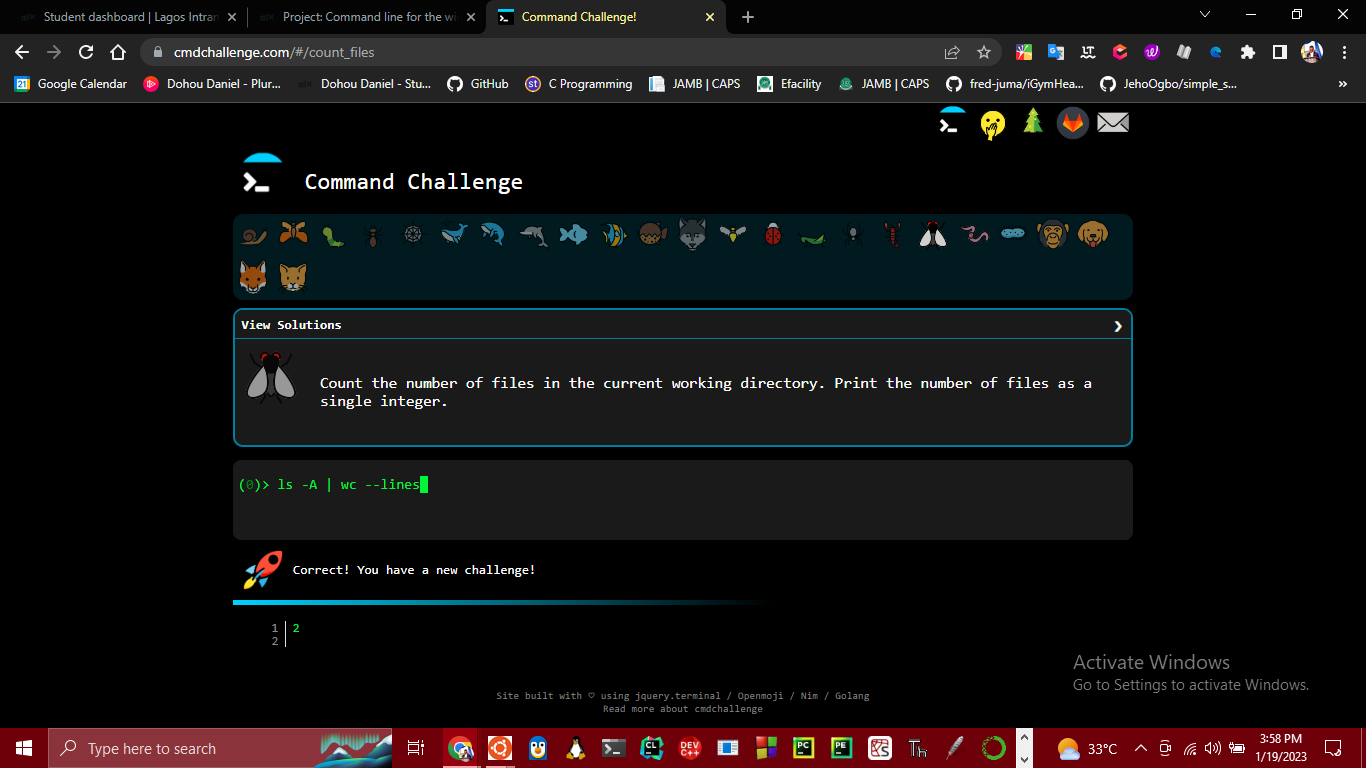 Student dashboard | Lagos Intran
Project: Command line for the wi
Command Challenge!
cmdchallenge.com/#/count_files
Google Calendar
Dohou Daniel - Plur...
Dohou Daniel - Stu...
GitHub
C Programming
JAMB | CAPS
Efacility
JAMB | CAPS
fred-juma/iGymHea...
JehoOgbo/simple_s...
»
Command Challenge
View Solutions
Count the number of files in the current working directory. Print the number of files as a
single integer.
(0)> ls -A | wc --lines
Correct! You have a new challenge!
1 2
2
Activate Windows
Go to Settings to activate Windows.
Site built with ♡ using jquery.terminal / Openmoji / Nim / Golang
Read more about cmdchallenge
Type here to search
33°C
3:58 PM
1/19/2023